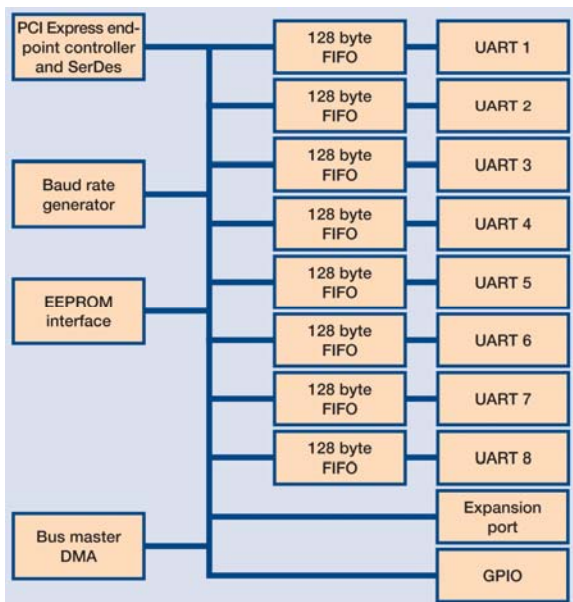 PCI Express end-
point controller
and SerDes
Baud rate
generator
EEPROM
interface
Bus master
DMA
128 byte
FIFO
UART 1
128 byte
FIFO
UART 2
128 byte
FIFO
UART 3
128 byte
FIFO
UART 4
128 byte
FIFO
UART 5
128 byte
FIFO
UART 6
128 byte
FIFO
UART 7
128 byte
FIFO
UART 8
Expansion
port
GPIO